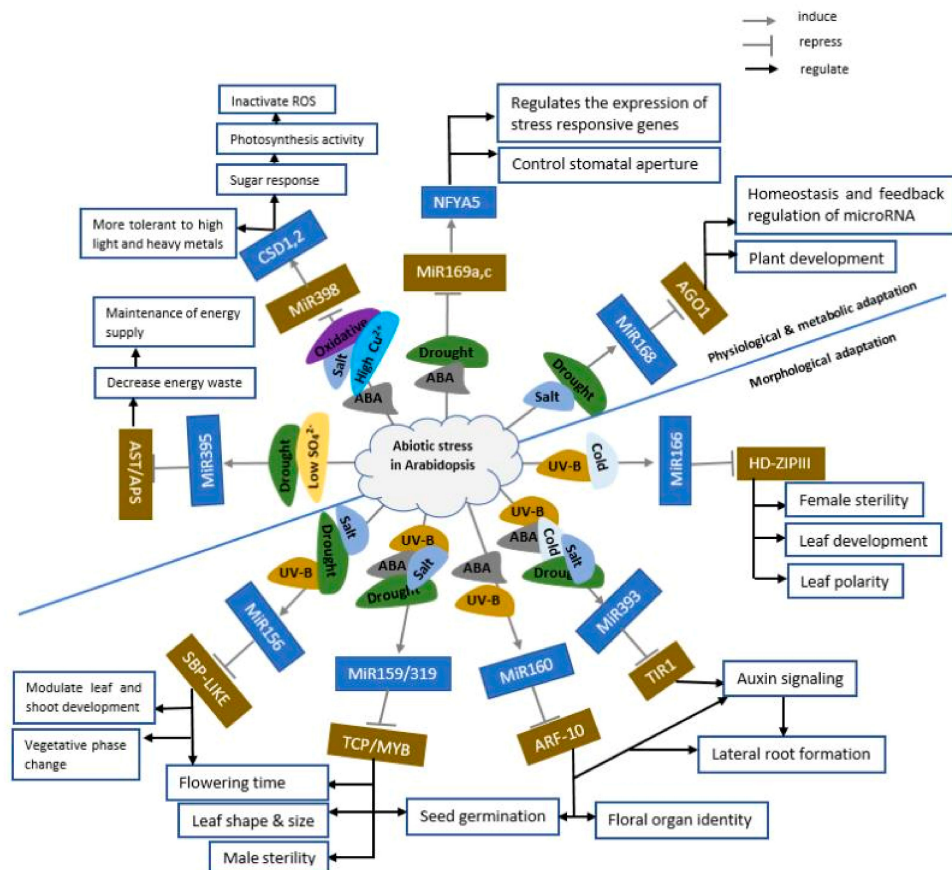 induce
repress
regulate
Inactivate ROS
Photosynthesis activity
Sugar response
More tolerant to high
light and heavy metals
CSD1,2
MiR398
Oxidative
Salt
High Cu²⁺
ABA
Regulates the expression of
stress responsive genes
Control stomatal aperture
NFYA5
MiR169a,c
Drought
ABA
Homeostasis and feedback
regulation of microRNA
Plant development
AGO1
MiR168
Drought
Salt
Physiological & metabolic adaptation
Morphological adaptation
Maintenance of energy
supply
Decrease energy waste
AST/APS
MiR395
Drought
Low SO₄²⁻
Abiotic stress
in Arabidopsis
UV-B
Cold
MiR166
HD-ZIPIII
Female sterility
Leaf development
Leaf polarity
Salt
Drought
UV-B
MiR156
SBP-LIKE
Modulate leaf and
shoot development
Vegetative phase
change
Flowering time
UV-B
ABA
Salt
Drought
MiR159/319
TCP/MYB
Leaf shape & size
Male sterility
Seed germination
ABA
UV-B
MiR160
ARF-10
Floral organ identity
UV-B
ABA
Cold
Salt
Drought
MiR393
TIR1
Auxin signaling
Lateral root formation